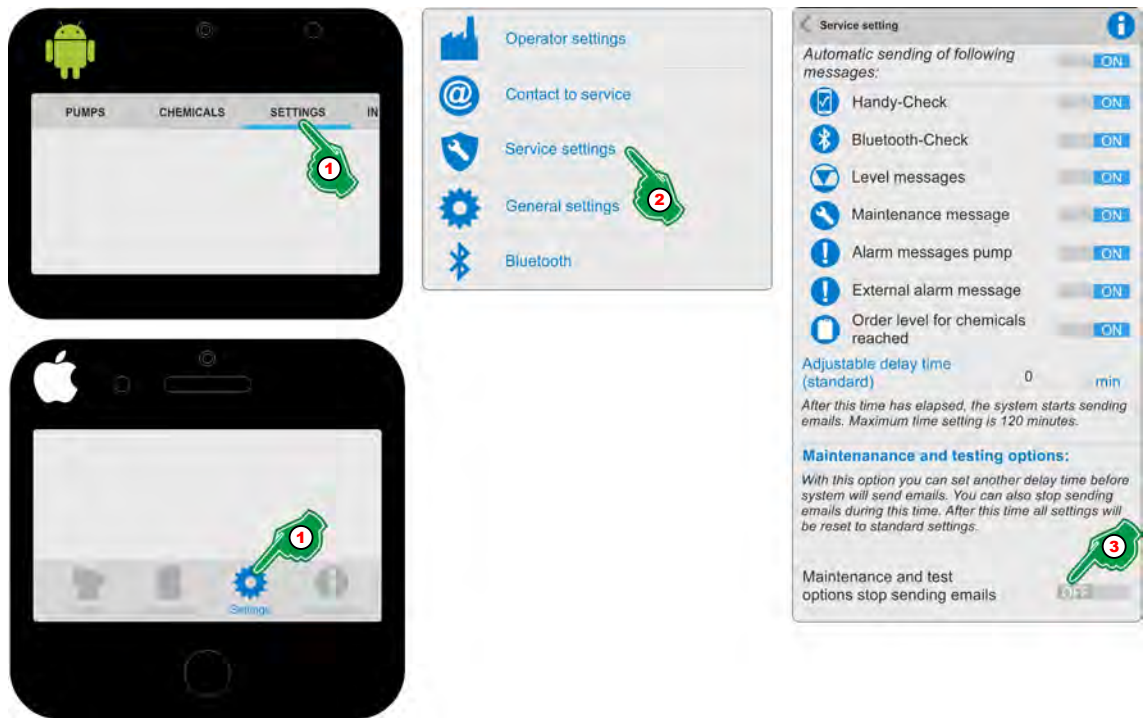 PUMPS CHEMICALS SETTINGS IN
1
Settings
1
Operator settings
Contact to service
Service settings
2
General settings
Bluetooth
Service setting
Automatic sending of following ON
messages:
Handy-Check ON
Bluetooth-Check ON
Level messages ON
Maintenance message ON
Alarm messages pump ON
External alarm message ON
Order level for chemicals
reached ON
Adjustable delay time
(standard) 0 min
After this time has elapsed, the system starts sending
emails. Maximum time setting is 120 minutes.
Maintenanance and testing options:
With this option you can set another delay time before
system will send emails. You can also stop sending
emails during this time. After this time all settings will
be reset to standard settings.
3
Maintenance and test
options stop sending emails OFF